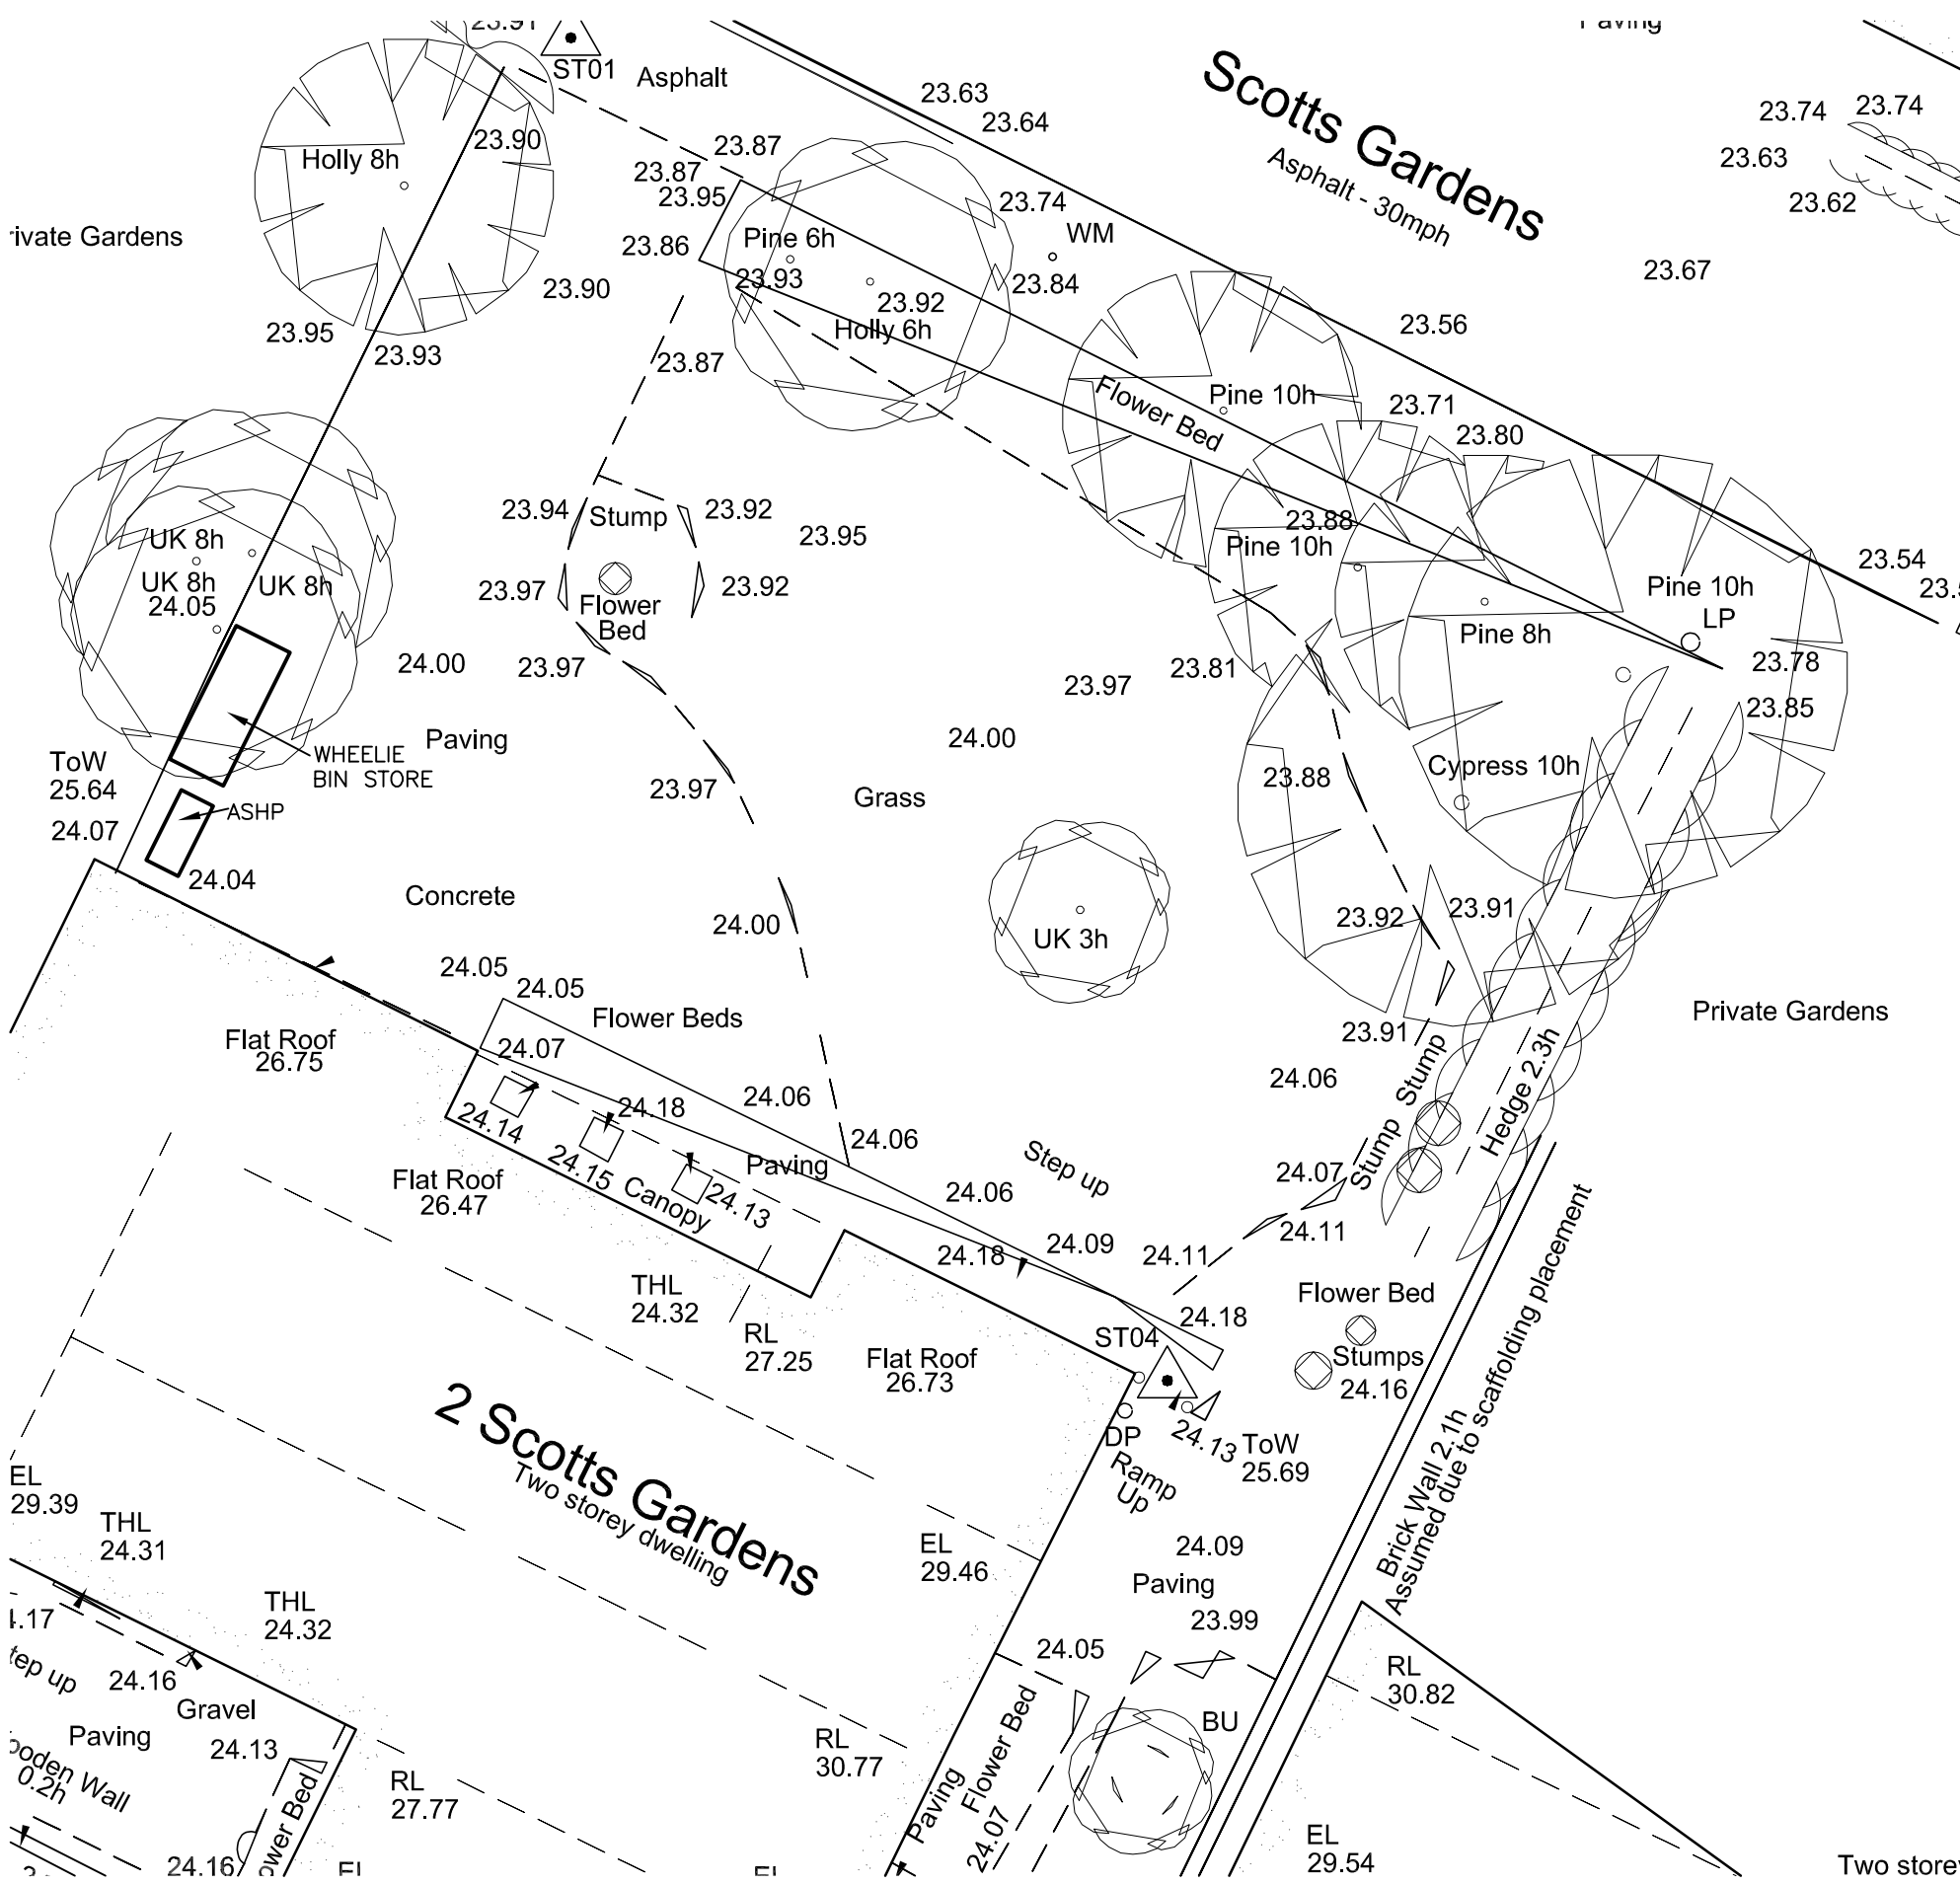 23.91
ST01
Asphalt
Paving
23.63
23.64
Scotts Gardens
Asphalt - 30mph
23.74
23.74
23.63
23.62
23.67
23.90
Holly 8h
23.87
23.87
23.95
23.86
Pine 6h
23.74
WM
23.93
23.92
Holly 6h
23.84
23.90
23.95
23.93
23.87
23.56
Pine 10h
23.71
23.80
Flower Bed
23.94
Stump
23.92
23.95
23.88
Pine 10h
UK 8h
UK 8h
24.05
UK 8h
23.97
Flower
Bed
23.92
23.54
Pine 10h
LP
Pine 8h
23.78
23.85
24.00
23.97
23.97
23.81
24.00
Paving
WHEELIE
BIN STORE
ToW
25.64
24.07
ASHP
24.04
23.97
Grass
23.88
Cypress 10h
Concrete
24.00
UK 3h
23.92
23.91
24.05
24.05
Flower Beds
Private Gardens
23.91
24.06
Stump
Stump
Hedge 2.3h
Flat Roof
26.75
24.07
24.14
24.18
24.06
24.15
Canopy
24.13
Paving
24.06
Step up
24.06
24.07
24.11
Flat Roof
26.47
24.18
24.09
24.11
THL
24.32
RL
27.25
Flat Roof
26.73
ST04
24.18
Flower Bed
Stumps
24.16
2 Scotts Gardens
Two storey dwelling
DP
Ramp
Up
24.13
ToW
25.69
Brick Wall 2.1h
Assumed due to scaffolding placement
EL
29.39
THL
24.31
THL
24.32
EL
29.46
24.09
Paving
23.99
24.05
24.16
Gravel
Paving
24.13
0.2h
Wall
RL
27.77
RL
30.77
Paving
Flower Bed
24.07
BU
RL
30.82
EL
29.54
24.16
EL
EL
Two